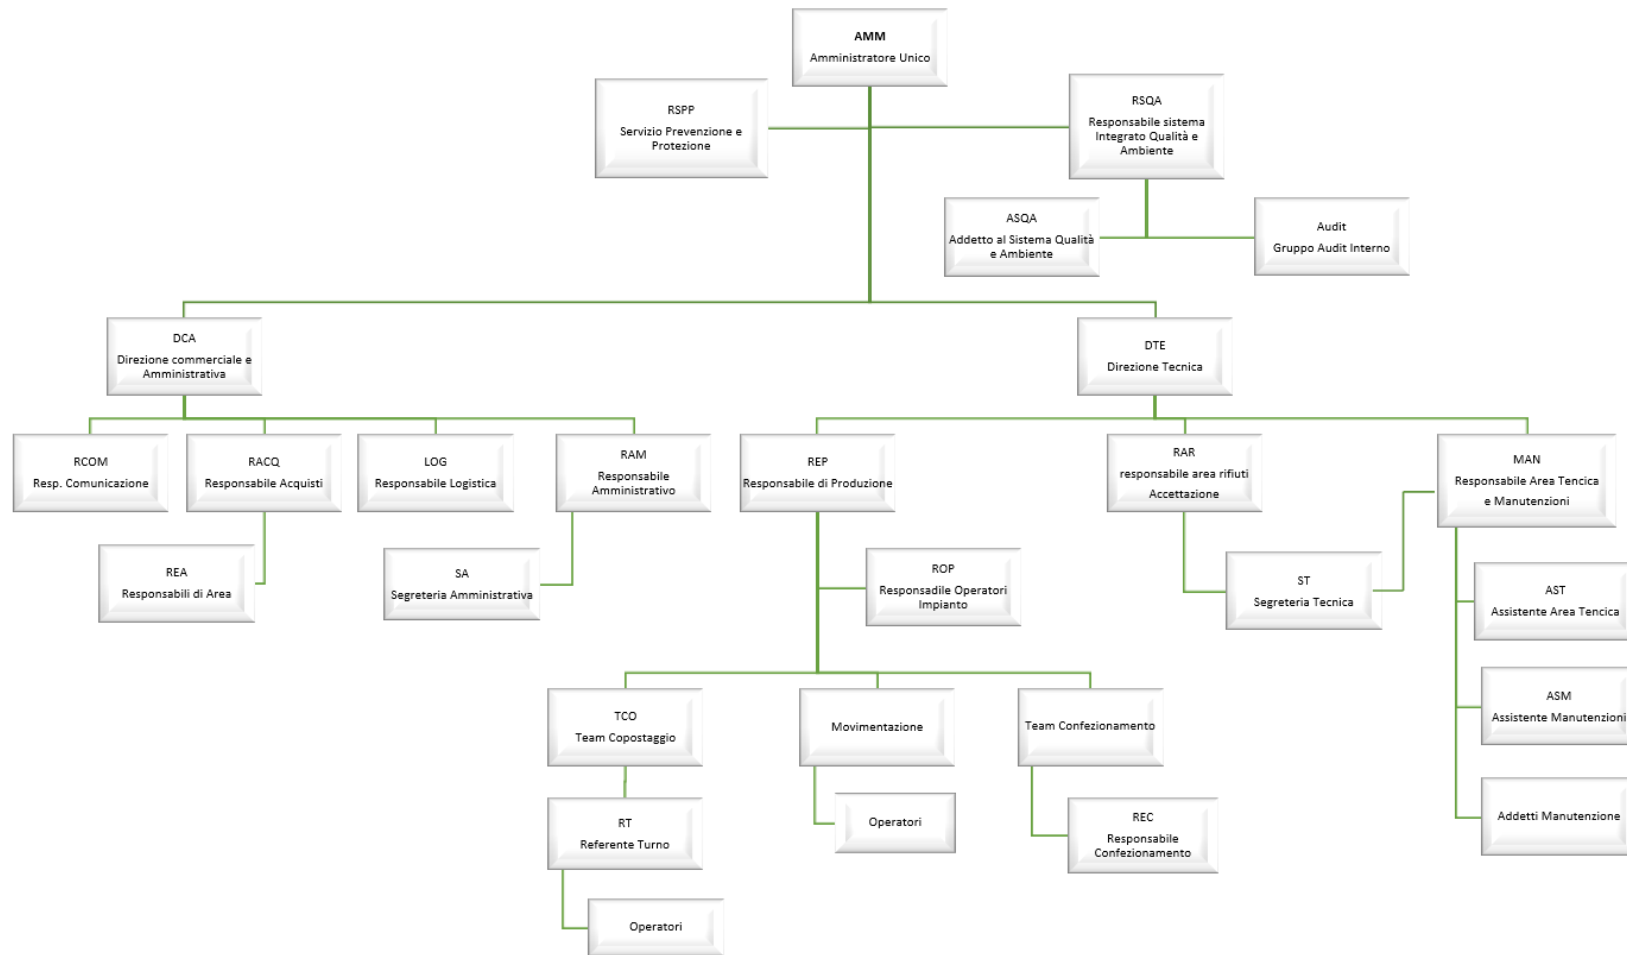 AMM
Amministratore Unico
RSPP
Servizio Prevenzione e
Protezione
RSQA
Responsabile sistema
Integrato Qualità e
Ambiente
ASQA
Addetto al Sistema Qualità
e Ambiente
Audit
Gruppo Audit Interno
DCA
Direzione commerciale e
Amministrativa
DTE
Direzione Tecnica
RCOM
Resp. Comunicazione
RACQ
Responsabile Acquisti
LOG
Responsabile Logistica
RAM
Responsabile
Amministrativo
REP
Responsabile di Produzione
RAR
responsabile area rifiuti
Accettazione
MAN
Responsabile Area Tencica
e Manutenzioni
REA
Responsabili di Area
SA
Segreteria Amministrativa
ROP
Responsadile Operatori
Impianto
ST
Segreteria Tecnica
AST
Assistente Area Tencica
ASM
Assistente Manutenzioni
Addetti Manutenzione
TCO
Team Copostaggio
Movimentazione
Team Confezionamento
RT
Referente Turno
Operatori
REC
Responsabile
Confezionamento
Operatori